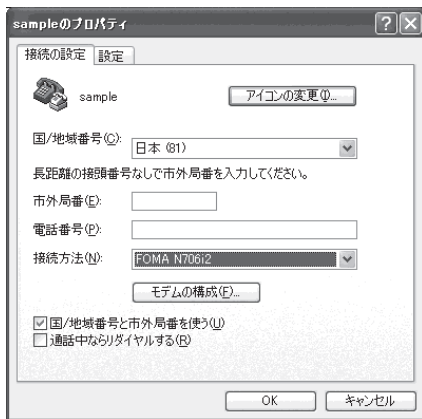 sampleのプロパティ
接続の設定 設定
sample
アイコンの変更(I)...
国/地域番号(C):
日本 (81)
長距離の接頭番号なしで市外局番を入力してください。
市外局番(E):
電話番号(P):
接続方法(N):
FOMA N706i2
モデムの構成(F)...
国/地域番号と市外局番を使う(U)
通話中ならリダイヤルする(R)
OK キャンセル